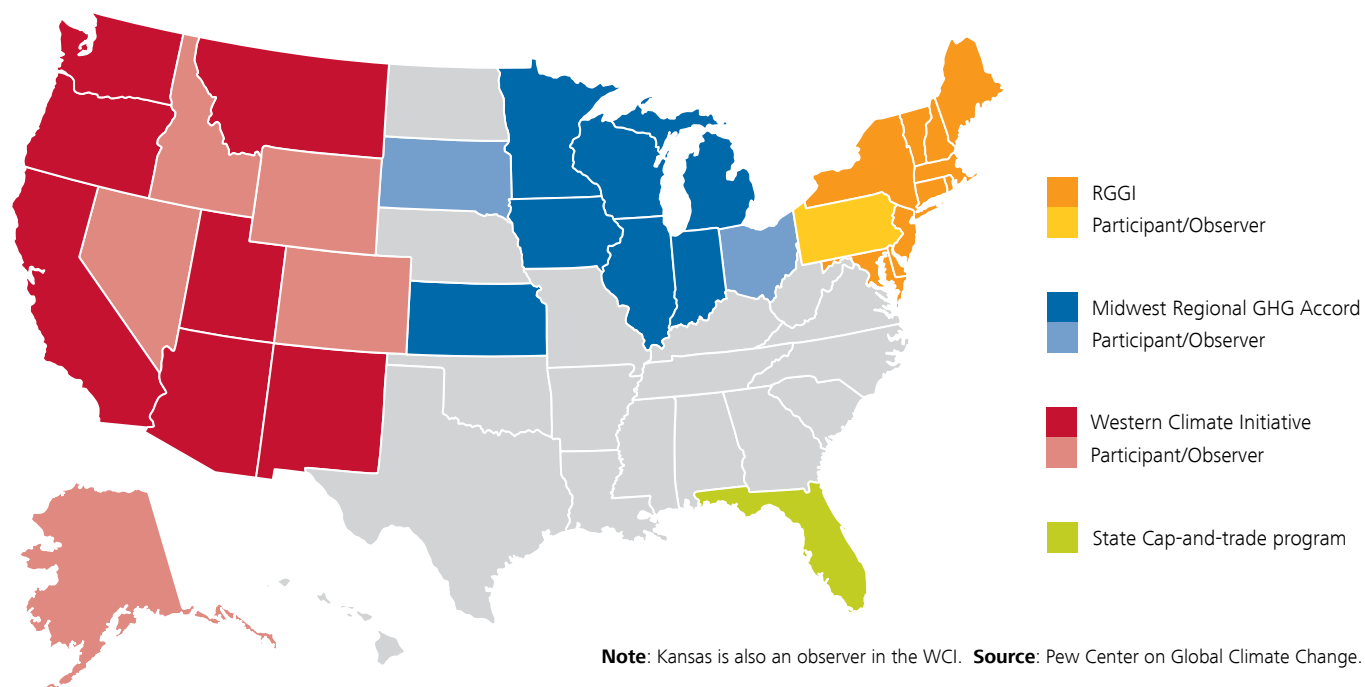 RGGI
Participant/Observer
Midwest Regional GHG Accord
Participant/Observer
Western Climate Initiative
Participant/Observer
State Cap-and-trade program
Note: Kansas is also an observer in the WCI. Source: Pew Center on Global Climate Change.